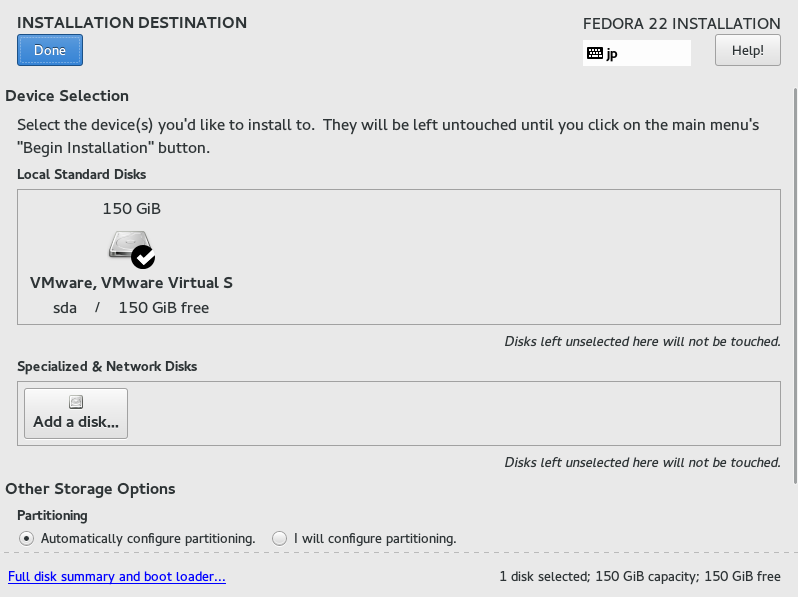 INSTALLATION DESTINATION
FEDORA 22 INSTALLATION
Done
jp
Help!
Device Selection
Select the device(s) you'd like to install to.  They will be left untouched until you click on the main menu's
"Begin Installation" button.
Local Standard Disks
150 GiB
VMware, VMware Virtual S
sda / 150 GiB free
Disks left unselected here will not be touched.
Specialized & Network Disks
Add a disk...
Disks left unselected here will not be touched.
Other Storage Options
Partitioning
Automatically configure partitioning. I will configure partitioning.
Full disk summary and boot loader... 1 disk selected; 150 GiB capacity; 150 GiB free